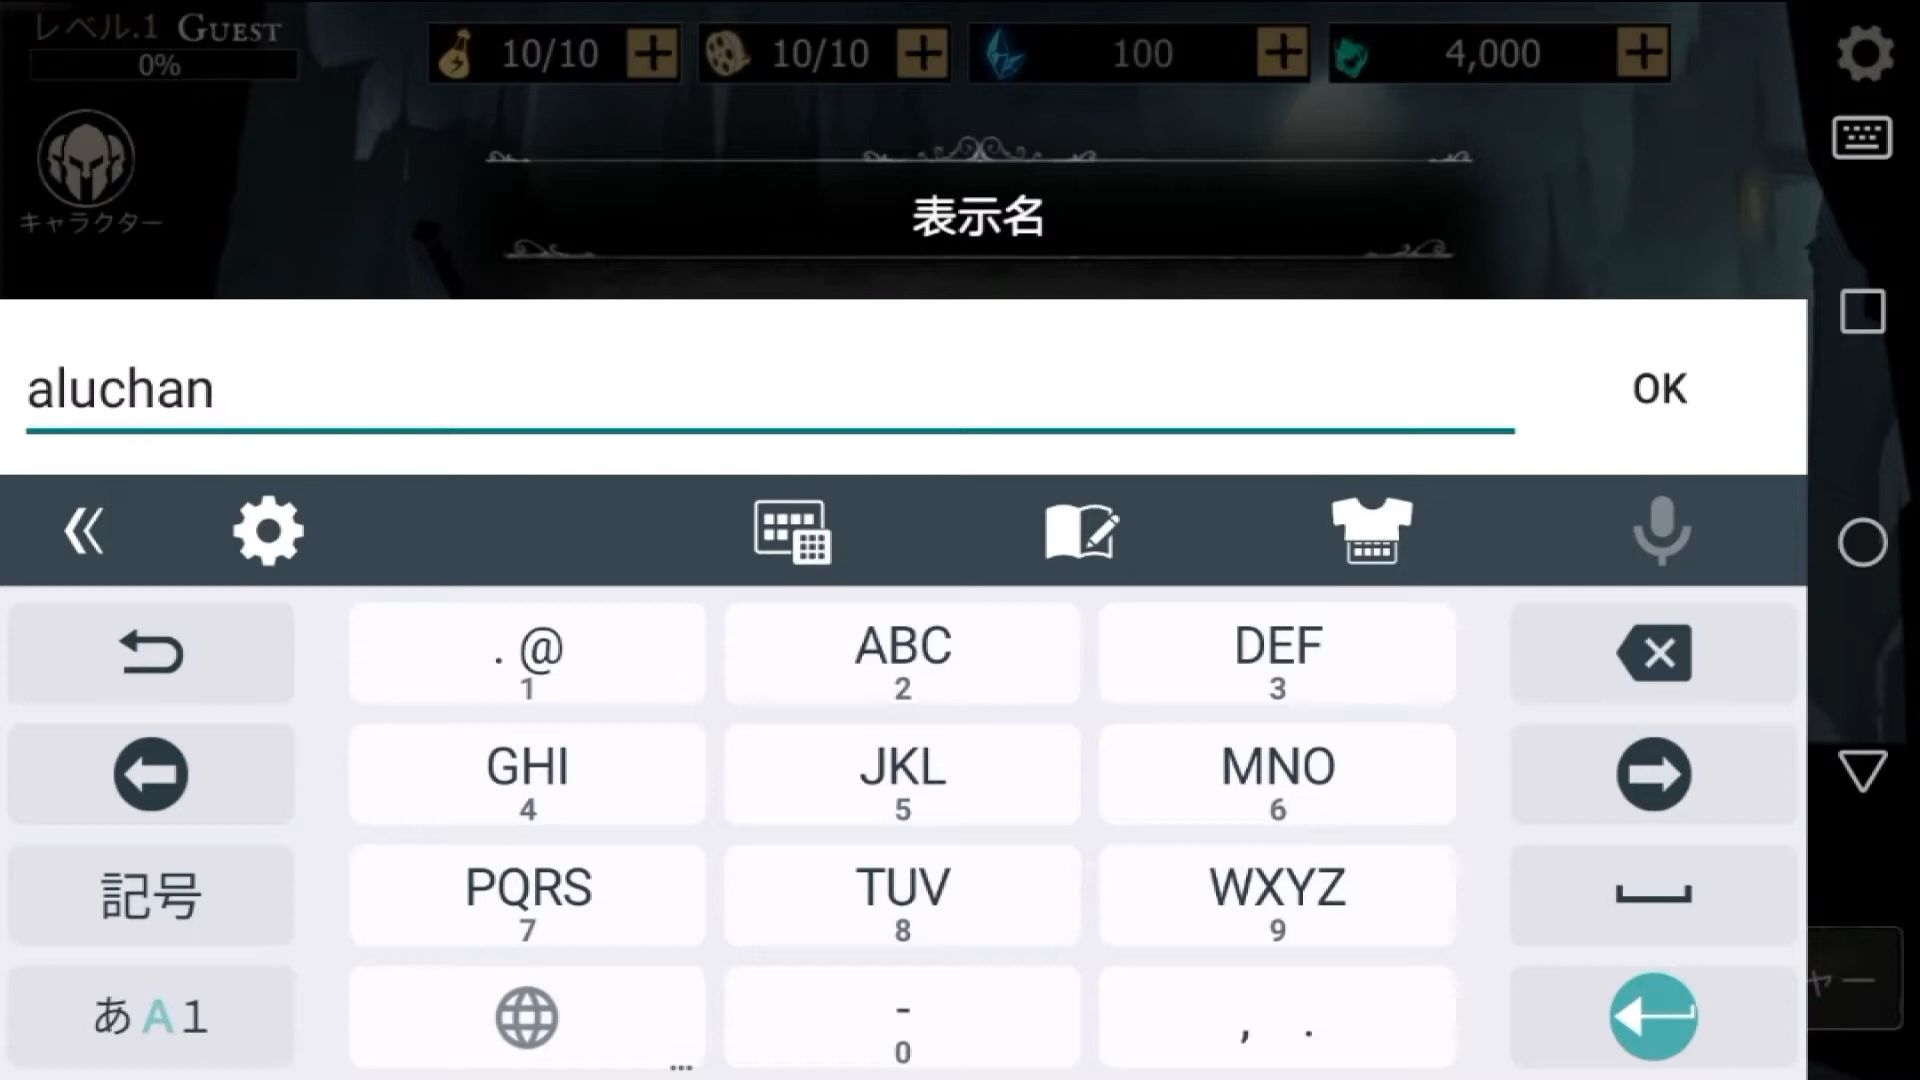 レベル.1 GUEST
0%
10/10
10/10
100
4,000
キャラクター
表示名
aluchan
OK
. @
1
ABC
2
DEF
3
GHI
4
JKL
5
MNO
6
記号
PQRS
7
TUV
8
WXYZ
9
あA1
-
0
, .
ャー